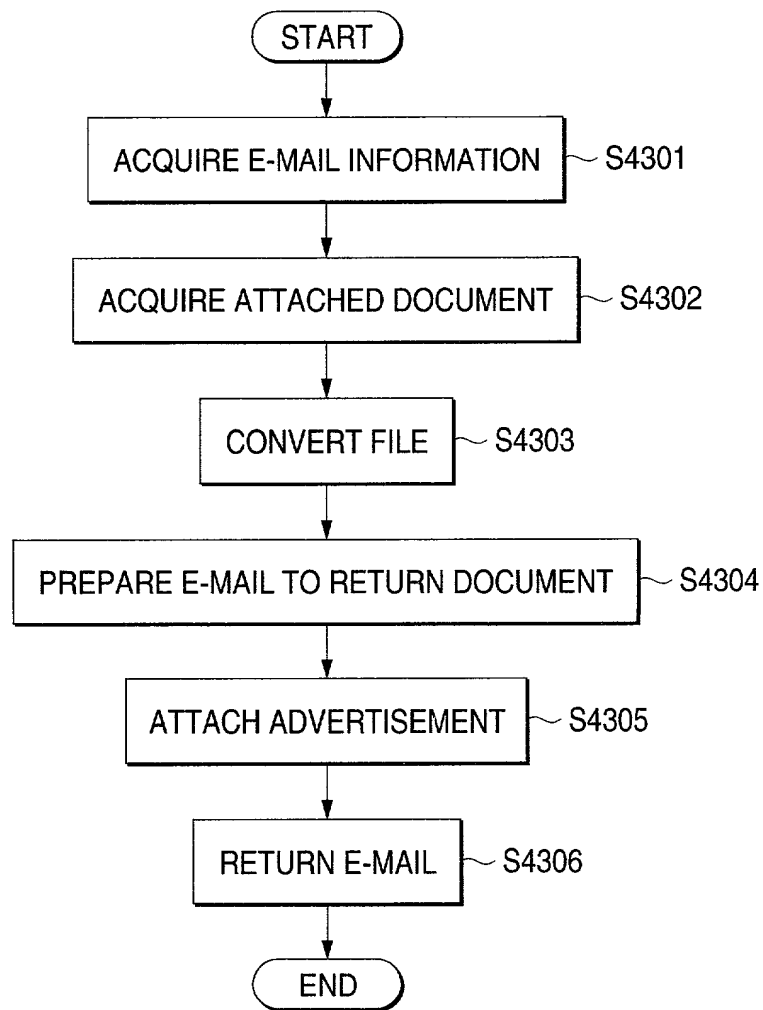 START
ACQUIRE E-MAIL INFORMATION S4301
ACQUIRE ATTACHED DOCUMENT S4302
CONVERT FILE S4303
PREPARE E-MAIL TO RETURN DOCUMENT S4304
ATTACH ADVERTISEMENT S4305
RETURN E-MAIL S4306
END